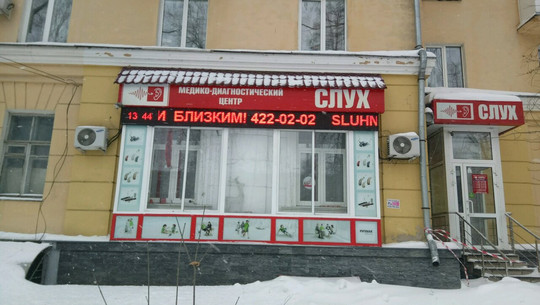 МЕДИКО-ДИАГНОСТИЧЕСКИЙ
ЦЕНТР
СЛУХ
СЛУХ
13 44 И БЛИЗКИМ! 422-02-02 SLUHN